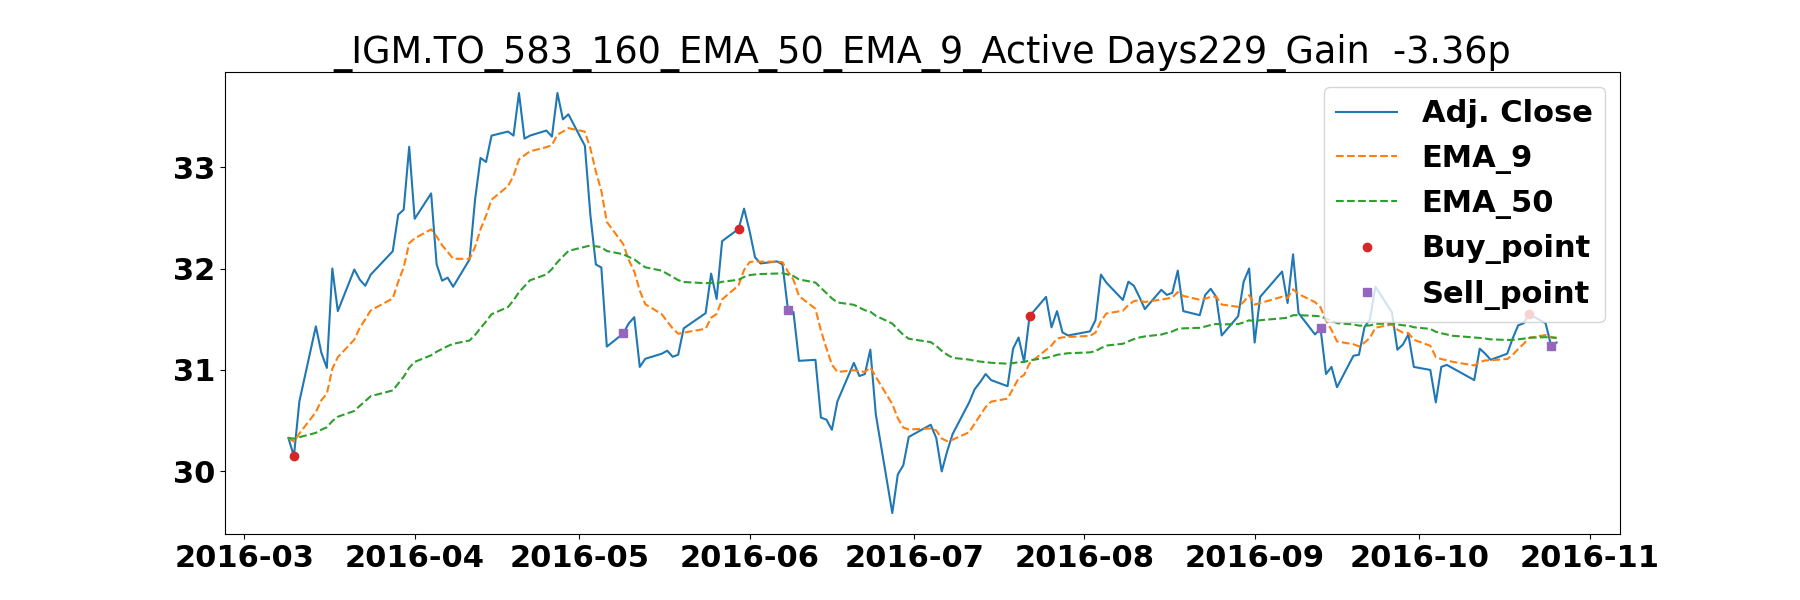 _IGM.TO_583_160_EMA_50_EMA_9_Active Days229_Gain  -3.36p
Adj. Close
EMA_9
EMA_50
Buy_point
Sell_point
33
32
31
30
2016-03 2016-04 2016-05 2016-06 2016-07 2016-08 2016-09 2016-10 2016-11